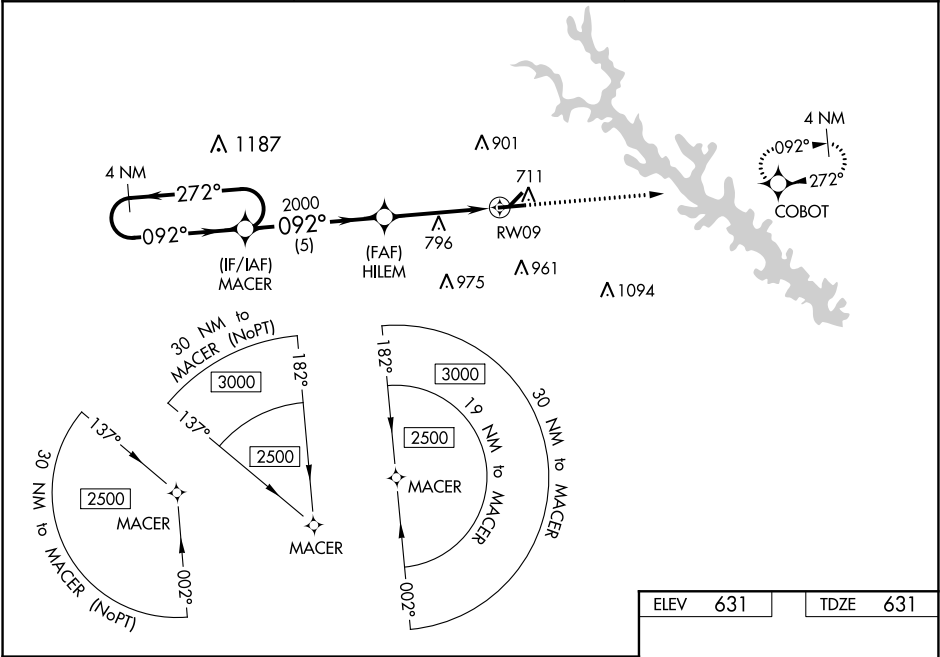 1187
901
4 NM
092°
272°
COBOT
4 NM
272°
092°
2000
092°
(5)
711
RW09
796
(IF/IAF)
MACER
(FAF)
HILEM
975
961
1094
30 NM to
MACER (NoPT)
3000
182°
137°
2500
MACER
182°
3000
19 NM to MACER
30 NM to MACER
2500
MACER
002°
137°
2500
MACER
30 NM to MACER (NoPT)
002°
ELEV 631
TDZE 631